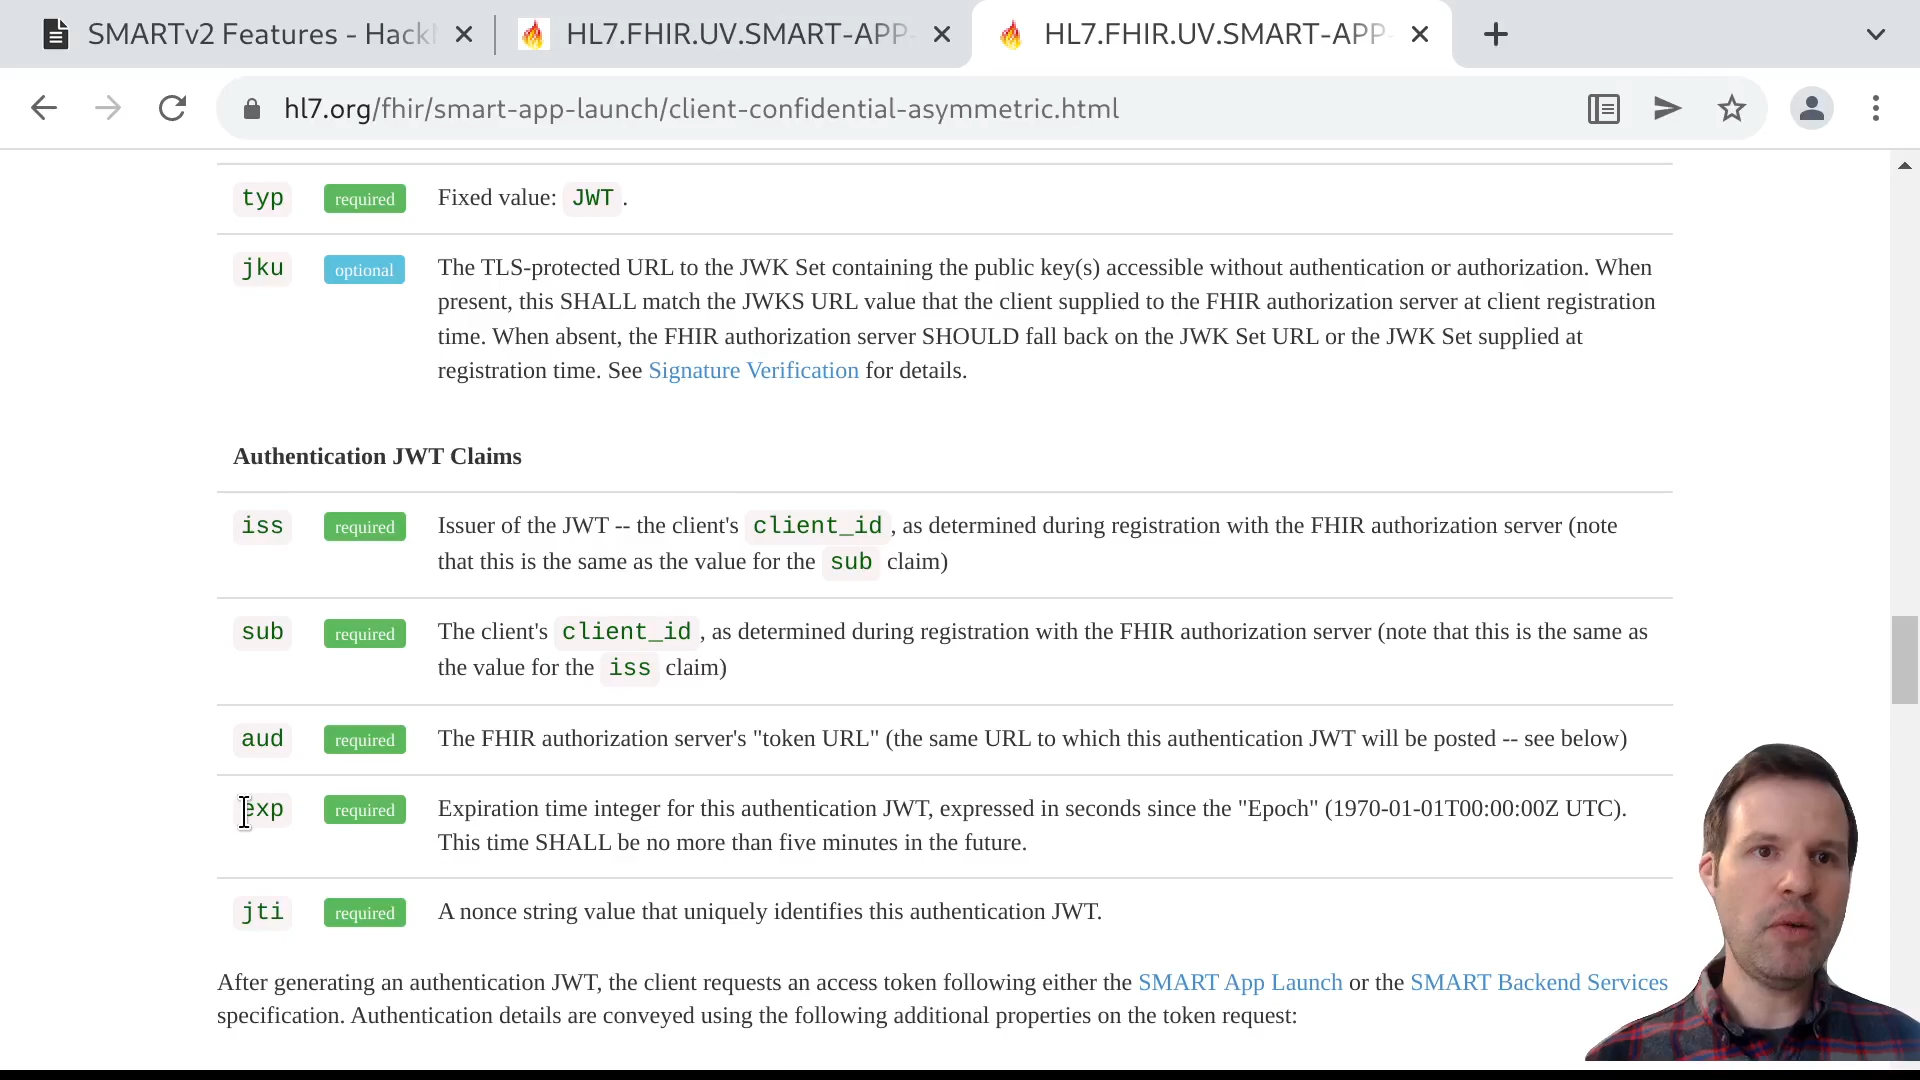 SMARTv2 Features - Hack
HL7.FHIR.UV.SMART-APP-
HL7.FHIR.UV.SMART-APP-
hl7.org/fhir/smart-app-launch/client-confidential-asymmetric.html
typ required Fixed value: JWT .
jku optional The TLS-protected URL to the JWK Set containing the public key(s) accessible without authentication or authorization. When
present, this SHALL match the JWKS URL value that the client supplied to the FHIR authorization server at client registration
time. When absent, the FHIR authorization server SHOULD fall back on the JWK Set URL or the JWK Set supplied at
registration time. See Signature Verification for details.
Authentication JWT Claims
iss required Issuer of the JWT -- the client's client_id , as determined during registration with the FHIR authorization server (note
that this is the same as the value for the sub claim)
sub required The client's client_id , as determined during registration with the FHIR authorization server (note that this is the same as
the value for the iss claim)
aud required The FHIR authorization server's "token URL" (the same URL to which this authentication JWT will be posted -- see below)
exp required Expiration time integer for this authentication JWT, expressed in seconds since the "Epoch" (1970-01-01T00:00:00Z UTC).
This time SHALL be no more than five minutes in the future.
jti required A nonce string value that uniquely identifies this authentication JWT.
After generating an authentication JWT, the client requests an access token following either the SMART App Launch or the SMART Backend Services
specification. Authentication details are conveyed using the following additional properties on the token request: